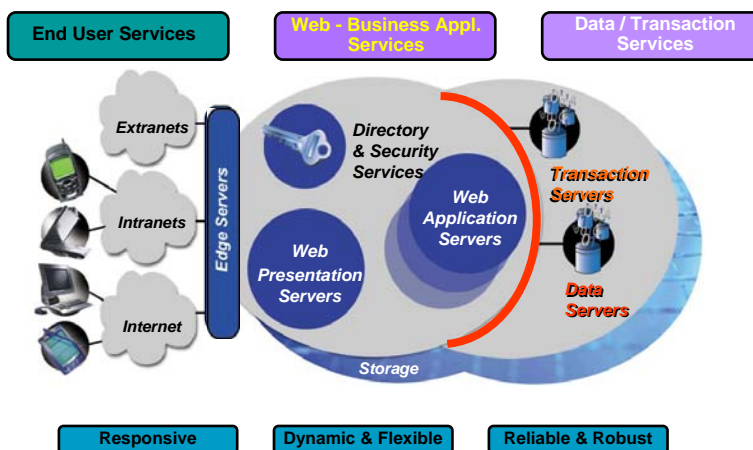 End User Services
Web - Business Appl.
Services
Data / Transaction
Services
Extranets
Intranets
Internet
Edge Servers
Directory
& Security
Services
Web
Presentation
Servers
Web
Application
Servers
Transaction
Servers
Data
Servers
Storage
Responsive
Dynamic & Flexible
Reliable & Robust